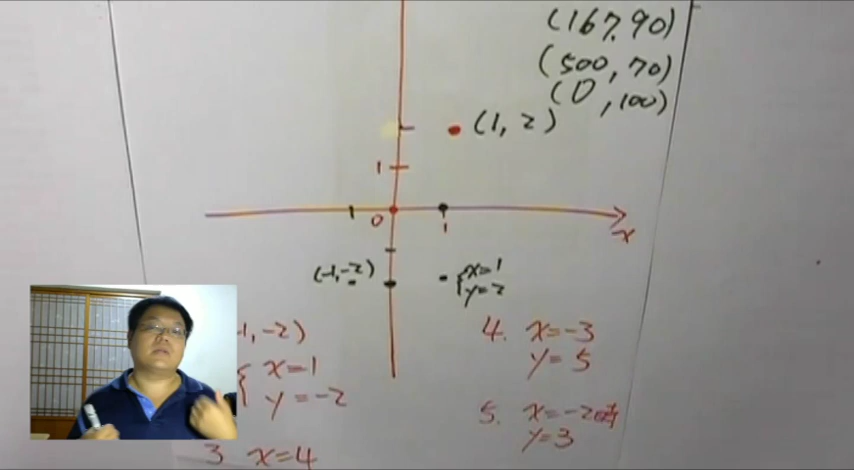 (167.90)
(500,70)
(0,100)
(1,2)
1
1
0
1
x
(-1,-2)
{x=1
y=2
-1,-2)
{ x=1
y=-2
3 x=4
4. x=-3
y=5
5. x=-2時
y=3